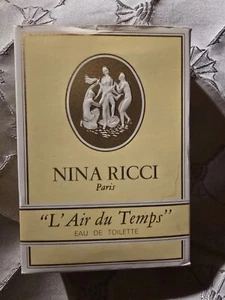 NINA RICCI
Paris
"L'Air du Temps"
EAU DE TOILETTE